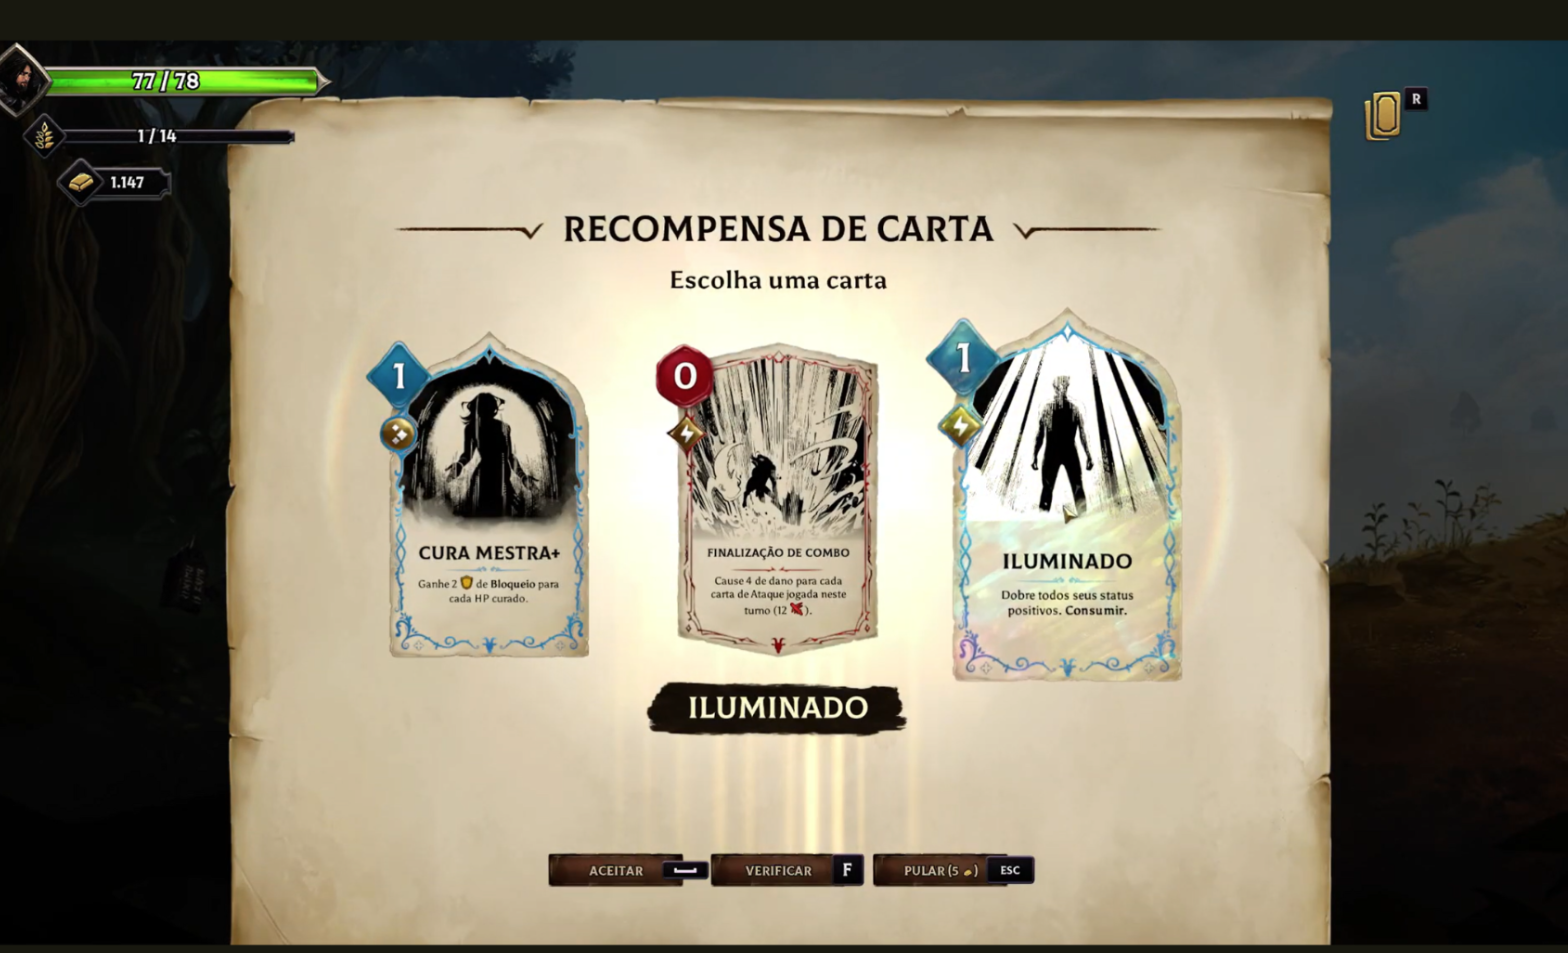 77 / 78
R
1 / 14
1.147
RECOMPENSA DE CARTA
Escolha uma carta
1
CURA MESTRA+
Ganhe 2 de Bloqueio para
cada HP curado.
0
FINALIZAÇÃO DE COMBO
Cause 4 de dano para cada
carta de Ataque jogada neste
turno (12 ).
1
ILUMINADO
Dobre todos seus status
positivos. Consumir.
ILUMINADO
ACEITAR
VERIFICAR F
PULAR (5 ) ESC